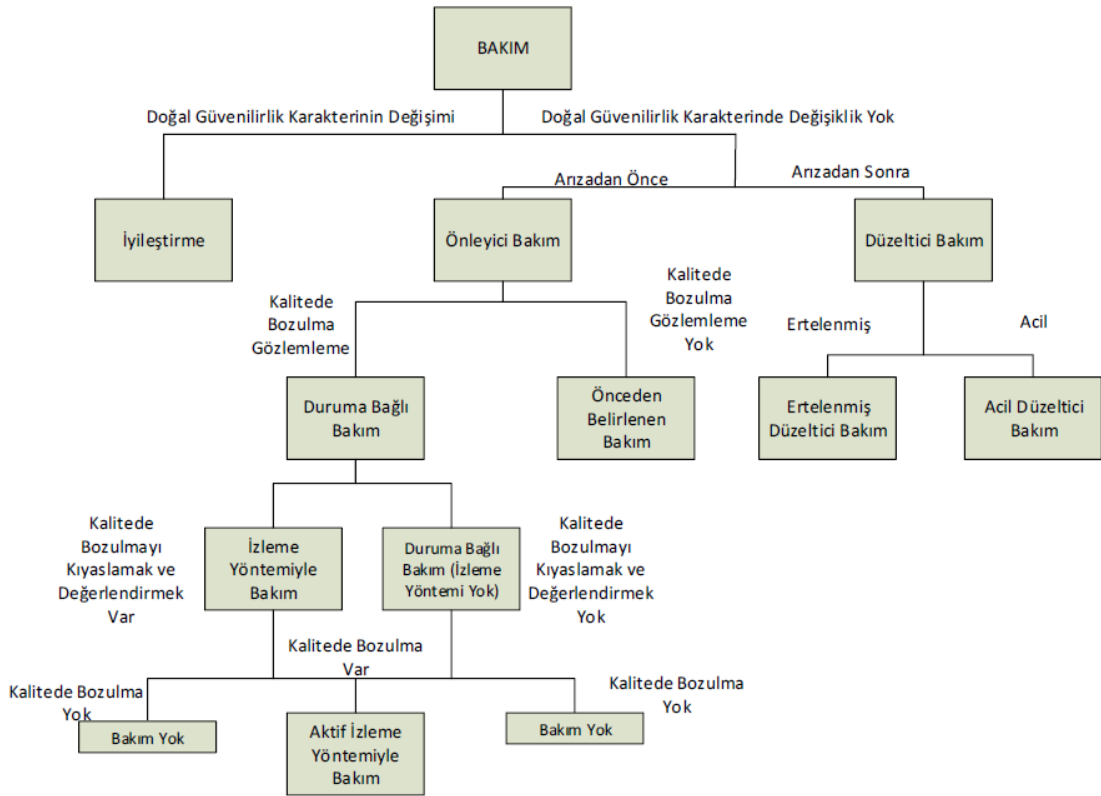 BAKIM
Doğal Güvenilirlik Karakterinin Değişimi
Doğal Güvenilirlik Karakterinde Değişiklik Yok
Arızadan Önce
Arızadan Sonra
İyileştirme
Önleyici Bakım
Düzeltici Bakım
Kalitede
Bozulma
Gözlemleme
Kalitede
Bozulma
Gözlemleme
Yok
Ertelenmiş
Acil
Duruma Bağlı
Bakım
Önceden
Belirlenen
Bakım
Ertelenmiş
Düzeltici Bakım
Acil Düzeltici
Bakım
Kalitede
Bozulmayı
Kıyaslamak ve
Değerlendirmek
Var
İzleme
Yöntemiyle
Bakım
Duruma Bağlı
Bakım (İzleme
Yöntemi Yok)
Kalitede
Bozulmayı
Kıyaslamak ve
Değerlendirmek
Yok
Kalitede Bozulma
Var
Kalitede Bozulma
Yok
Kalitede Bozulma
Yok
Bakım Yok
Aktif İzleme
Yöntemiyle
Bakım
Bakım Yok